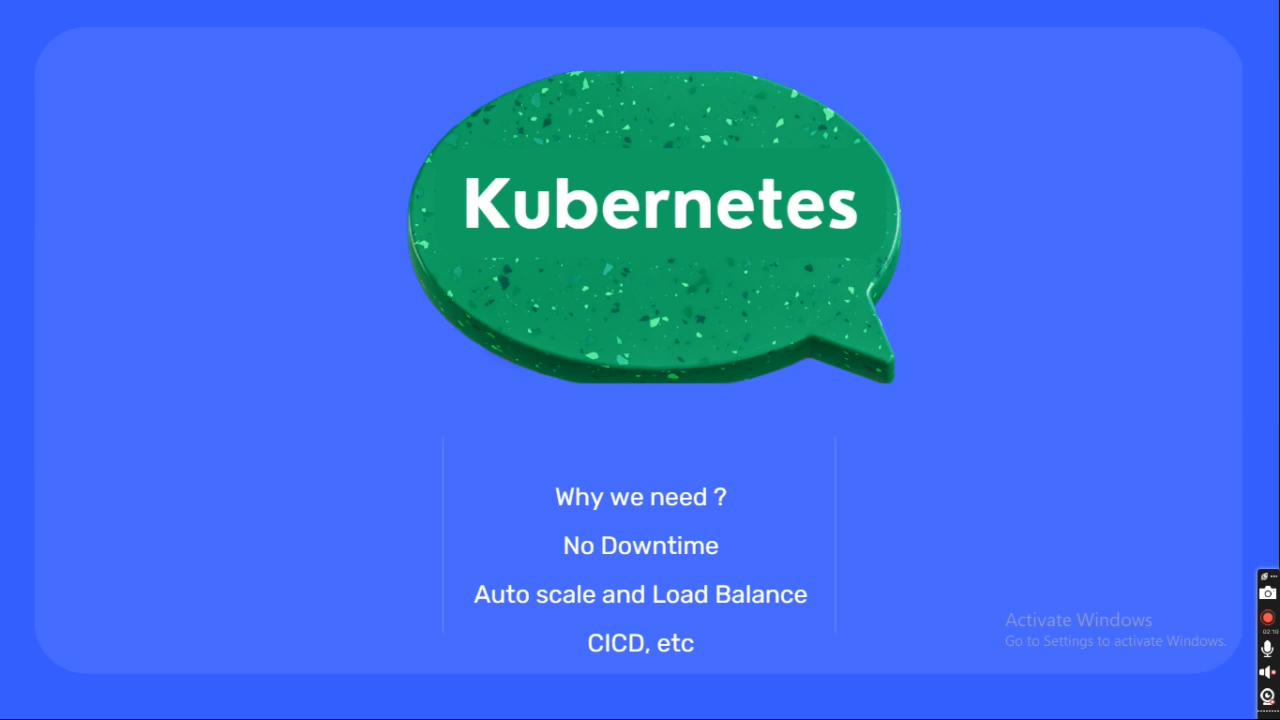 Kubernetes
Why we need ?
No Downtime
Auto scale and Load Balance
CICD, etc
Activate Windows
Go to Settings to activate Windows.